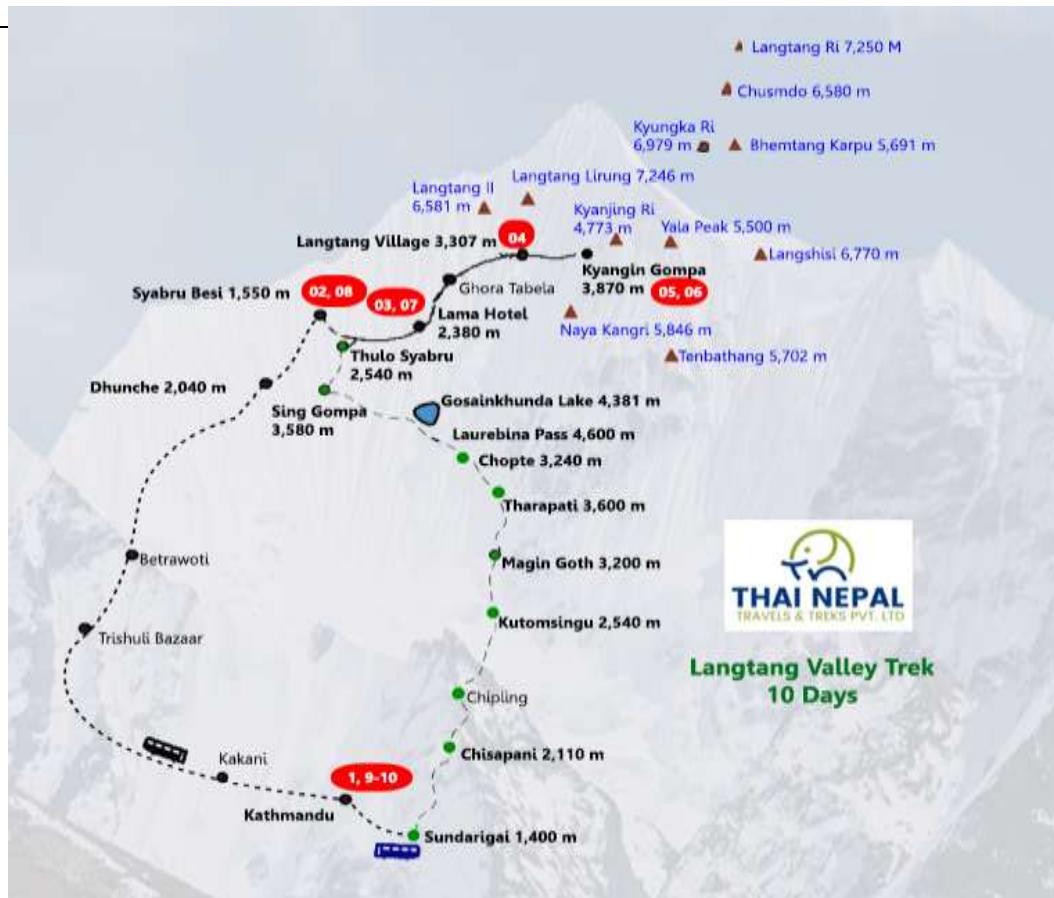 Langtang Ri 7,250 M
Chusmdo 6,580 m
Kyungka Ri
6,979 m
Bhemtang Karpu 5,691 m
Langtang Lirung 7,246 m
Langtang II
6,581 m
Kyanjing Ri
4,773 m
Yala Peak 5,500 m
Langtang Village 3,307 m
04
Langshisi 6,770 m
Kyangin Gompa
3,870 m
05, 06
Ghora Tabela
Syabru Besi 1,550 m
02, 08
03, 07
Lama Hotel
2,380 m
Naya Kangri 5,846 m
Tenbathang 5,702 m
Thulo Syabru
2,540 m
Dhunche 2,040 m
Sing Gompa
3,580 m
Gosainkhunda Lake 4,381 m
Laurebina Pass 4,600 m
Chopte 3,240 m
Tharapati 3,600 m
Betrawoti
Magin Goth 3,200 m
THAI NEPAL
TRAVELS & TREKS PVT. LTD
Kutomsingu 2,540 m
Trishuli Bazaar
Langtang Valley Trek
10 Days
Chipling
Chisapani 2,110 m
Kakani
1, 9-10
Kathmandu
Sundarigai 1,400 m